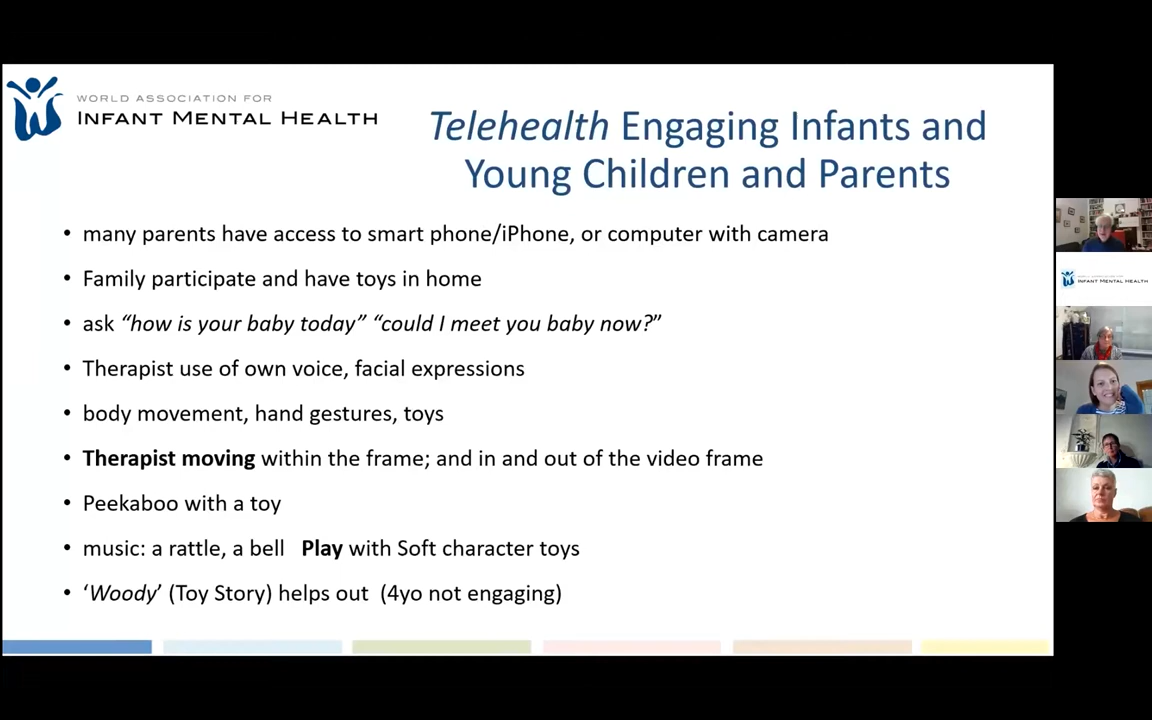 WORLD ASSOCIATION FOR
INFANT MENTAL HEALTH
Telehealth Engaging Infants and
Young Children and Parents
• many parents have access to smart phone/iPhone, or computer with camera
• Family participate and have toys in home
• ask “how is your baby today” “could I meet you baby now?”
• Therapist use of own voice, facial expressions
• body movement, hand gestures, toys
• Therapist moving within the frame; and in and out of the video frame
• Peekaboo with a toy
• music: a rattle, a bell Play with Soft character toys
• ‘Woody’ (Toy Story) helps out (4yo not engaging)
INFANT MENTAL HEALTH